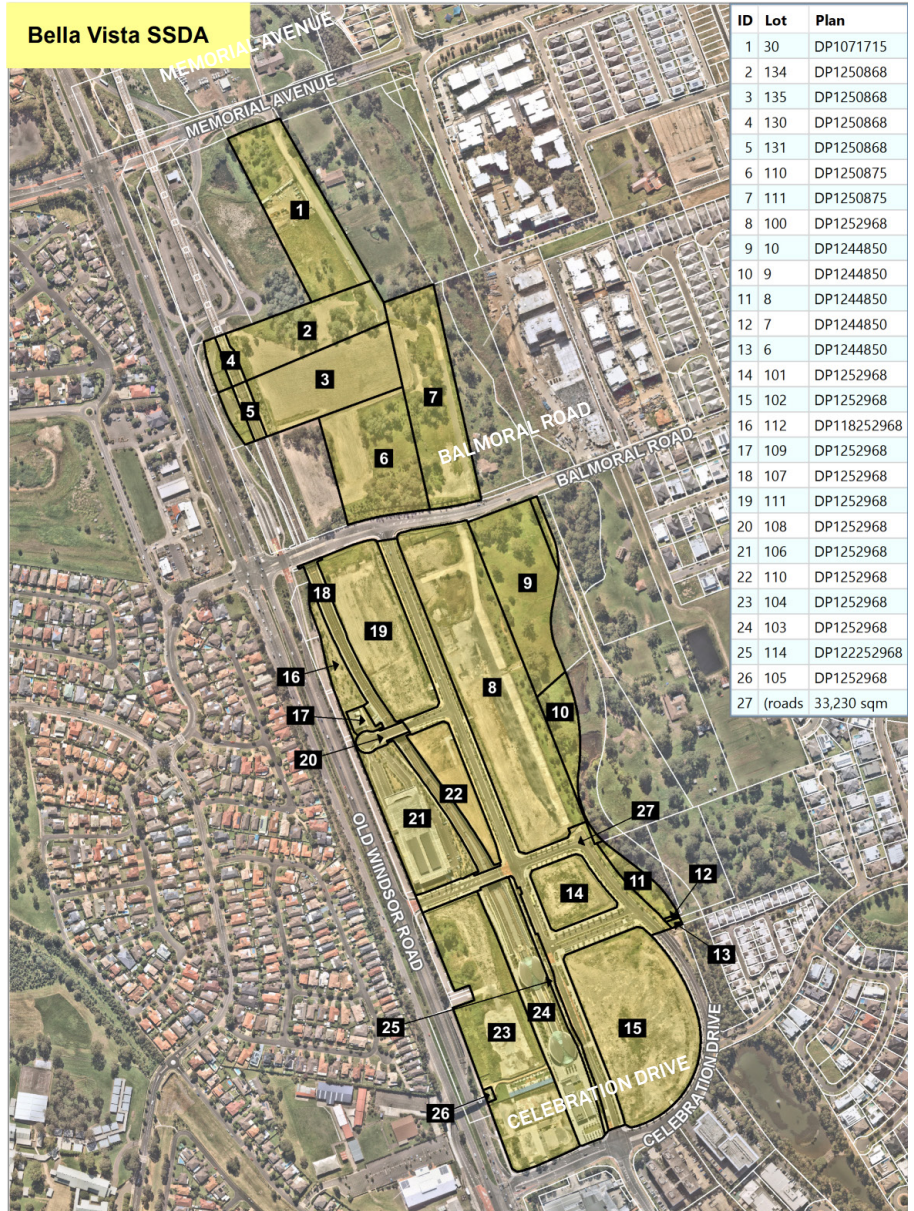 Bella Vista SSDA
MEMORIAL AVENUE
MEMORIAL AVENUE
ID Lot Plan
1 30 DP1071715
2 134 DP1250868
3 135 DP1250868
4 130 DP1250868
5 131 DP1250868
6 110 DP1250875
7 111 DP1250875
8 100 DP1252968
9 10 DP1244850
10 9 DP1244850
11 8 DP1244850
12 7 DP1244850
13 6 DP1244850
14 101 DP1252968
15 102 DP1252968
16 112 DP118252968
17 109 DP1252968
18 107 DP1252968
19 111 DP1252968
20 108 DP1252968
21 106 DP1252968
22 110 DP1252968
23 104 DP1252968
24 103 DP1252968
25 114 DP122252968
26 105 DP1252968
27 (roads 33,230 sqm
1
2
4
3
7
5
BALMORAL ROAD
BALMORAL ROAD
6
9
18
19
16
8
10
17
20
22
21
27
OLD WINDSOR ROAD
11
12
14
13
25
24
23
15
CELEBRATION DRIVE
CELEBRATION DRIVE
26